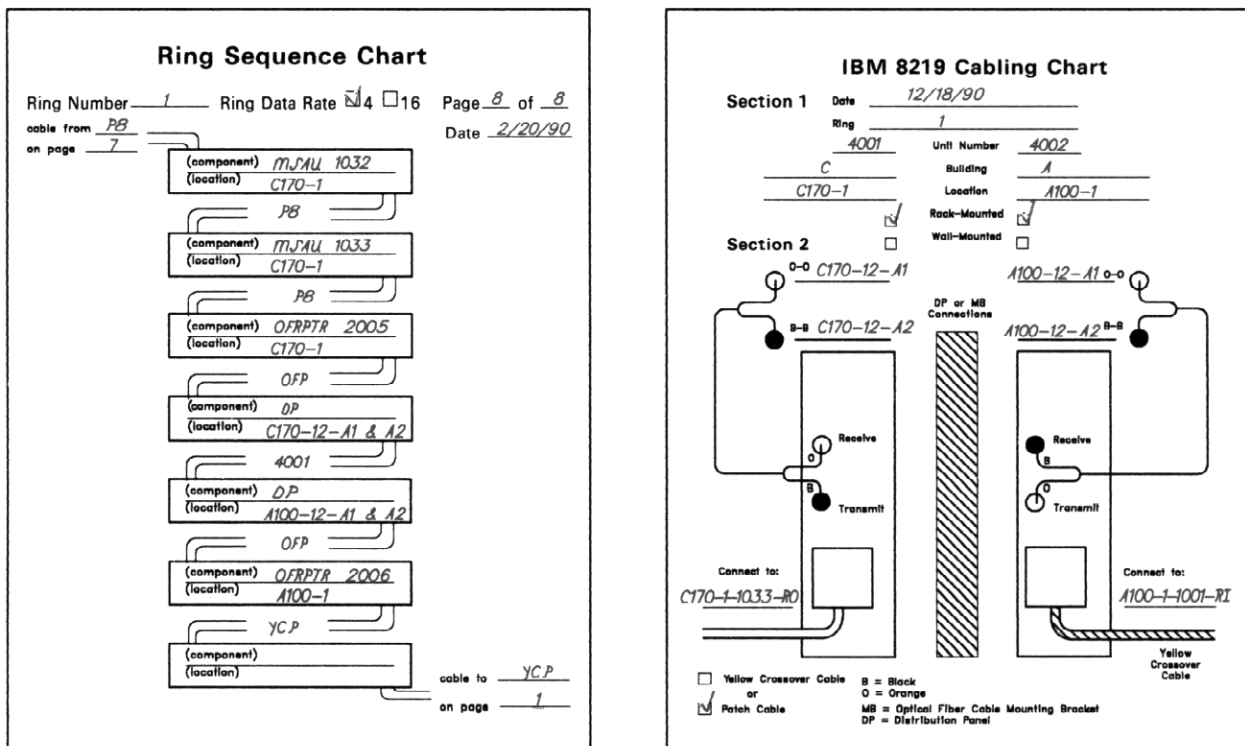 Ring Sequence Chart
Ring Number 1 Ring Data Rate 4 16 Page 8 of 8
cable from PB
on page 7
Date 2/20/90
(component) MSAU 1032
(location) C170-1
PB
(component) MSAU 1033
(location) C170-1
PB
(component) OFRPTR 2005
(location) C170-1
OFP
(component) DP
(location) C170-12-A1 & A2
4001
(component) DP
(location) A100-12-A1 & A2
OFP
(component) OFRPTR 2006
(location) A100-1
YCP
(component)
(location)
cable to YCP
on page 1
IBM 8219 Cabling Chart
Section 1 Date 12/18/90
Ring 1
4001 Unit Number 4002
C Building A
C170-1 Location A100-1
Rack-Mounted
Section 2 Wall-Mounted
O-O C170-12-A1 A100-12-A1 O-O
DP or MB
Connections
B-B C170-12-A2 A100-12-A2 B-B
O Receive Receive B
B Transmit Transmit O
Connect to: Connect to:
C170-1-1033-RO A100-1-1001-RI
Yellow
Crossover
Cable
Yellow Crossover Cable
or
Patch Cable
B = Black
O = Orange
MB = Optical Fiber Cable Mounting Bracket
DP = Distribution Panel